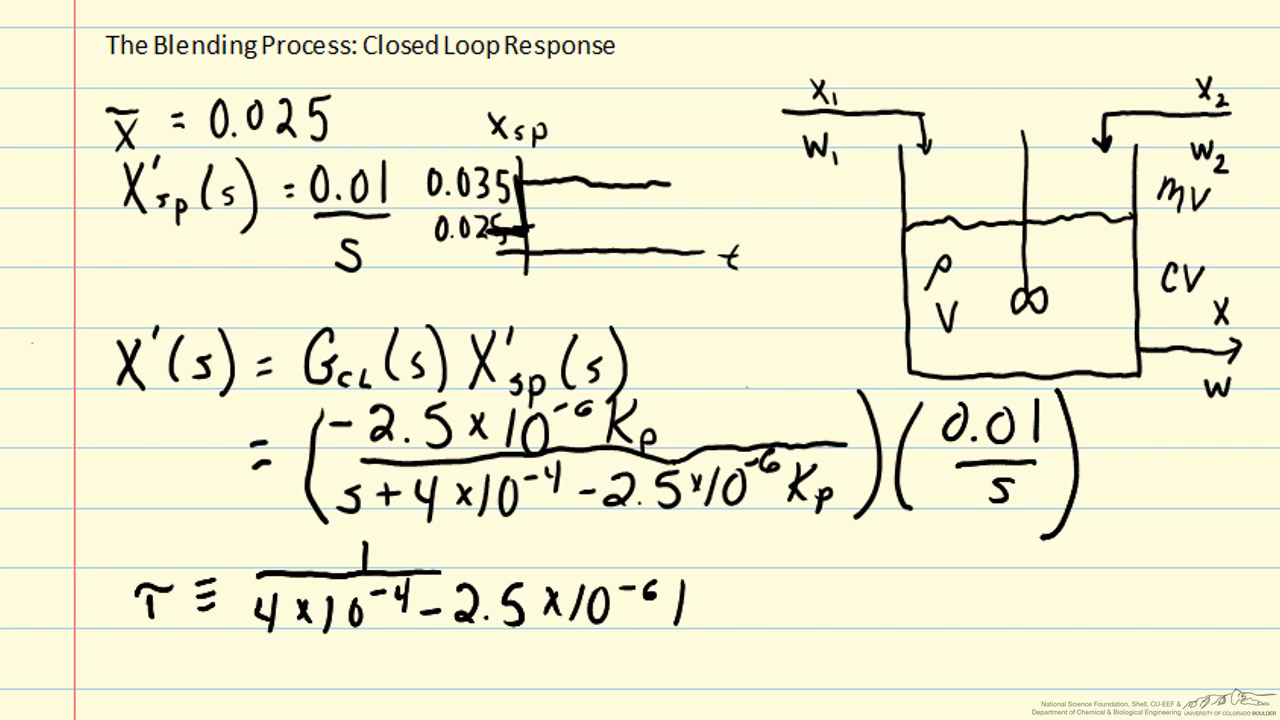 The Blending Process: Closed Loop Response
x̄ = 0.025
X'sp(s) = 0.01 / s
xsp
0.035
0.025
t
x₁
w₁
x₂
w₂
MV
ρ
V
CV
x
w
X'(s) = G_CL(s) X'sp(s)
= (-2.5×10⁻⁶ Kp / s + 4×10⁻⁴ - 2.5×10⁻⁶ Kp)(0.01 / s)
τ ≡ 1 / 4×10⁻⁴ - 2.5×10⁻⁶
National Science Foundation, Shell, CU-EEF &
Department of Chemical & Biological Engineering
UNIVERSITY OF COLORADO BOULDER